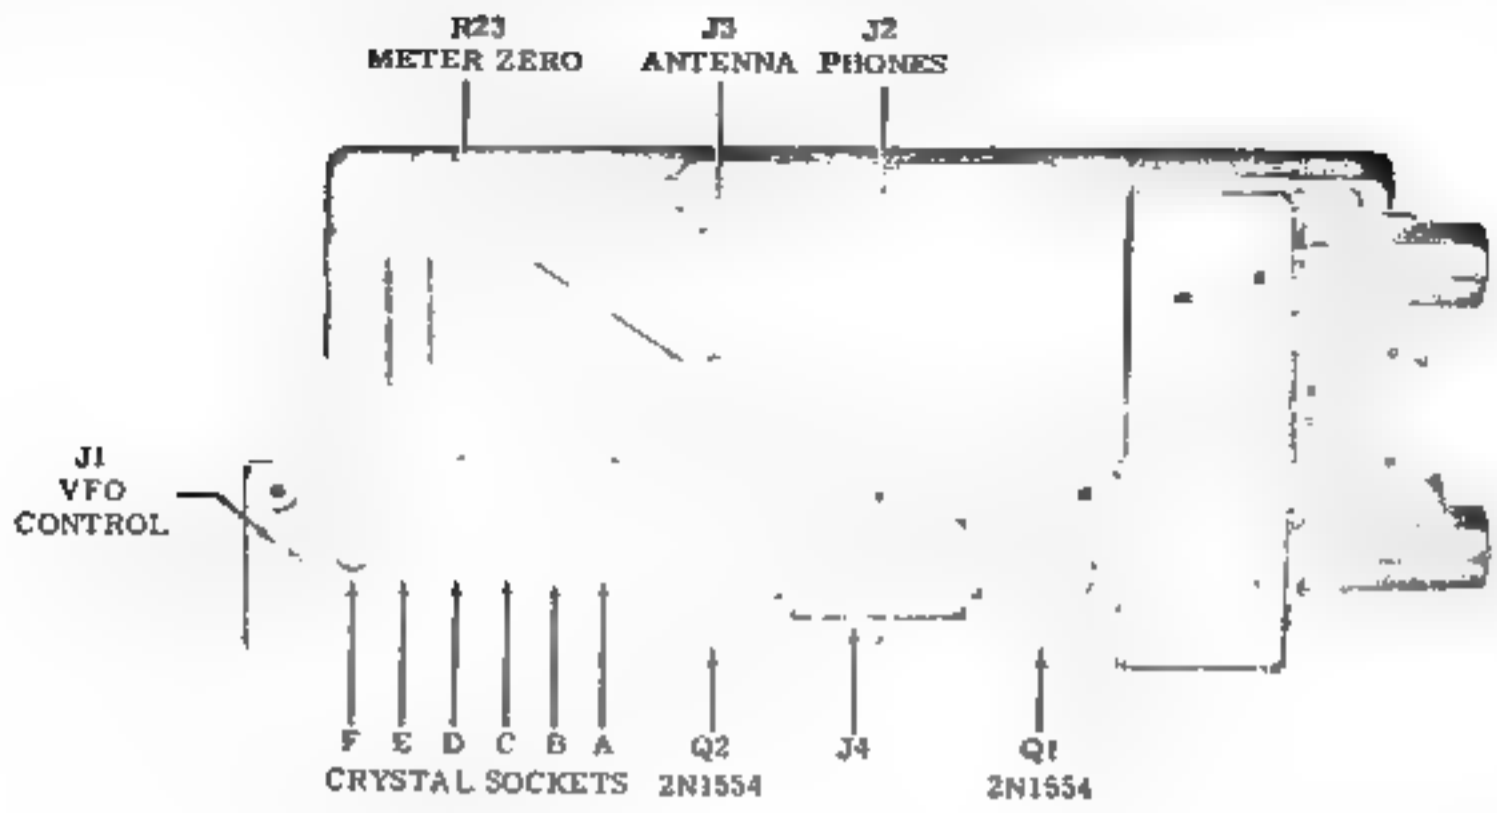 R23
METER ZERO
J3
ANTENNA
J2
PHONES
J1
VFO
CONTROL
F E D C B A
CRYSTAL SOCKETS
Q2
2N1554
J4
Q1
2N1554